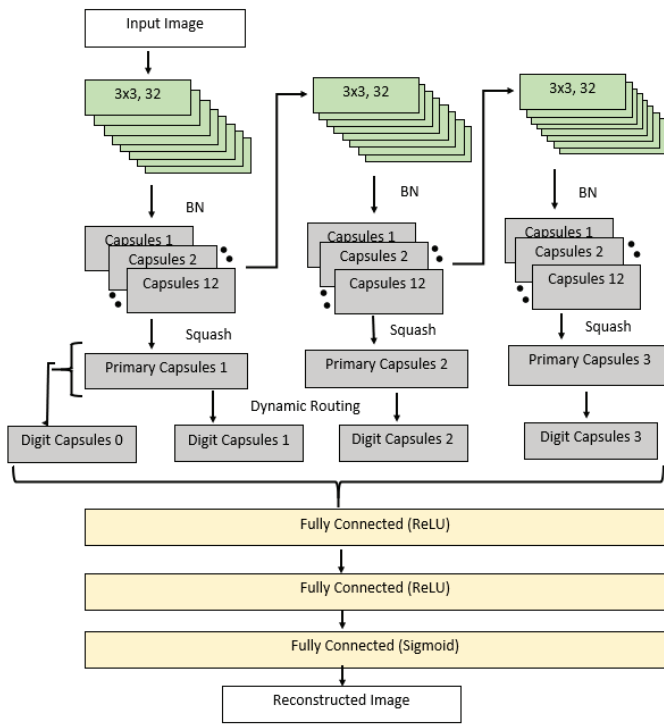 Input Image
3x3, 32
3x3, 32
3x3, 32
BN
BN
BN
Capsules 1
Capsules 2
Capsules 12
Capsules 1
Capsules 2
Capsules 12
Capsules 1
Capsules 2
Capsules 12
Squash
Squash
Squash
Primary Capsules 1
Primary Capsules 2
Primary Capsules 3
Dynamic Routing
Digit Capsules 0
Digit Capsules 1
Digit Capsules 2
Digit Capsules 3
Fully Connected (ReLU)
Fully Connected (ReLU)
Fully Connected (Sigmoid)
Reconstructed Image